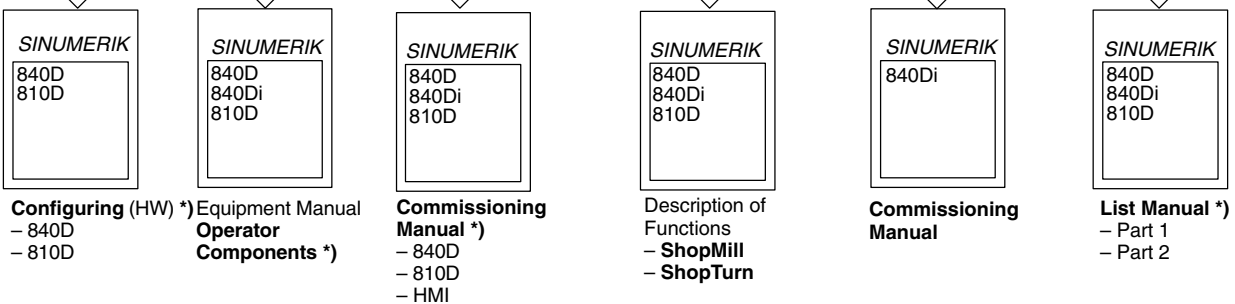 SINUMERIK
840D
810D
Configuring (HW) *)
– 840D
– 810D
SINUMERIK
840D
840Di
810D
Equipment Manual
Operator
Components *)
SINUMERIK
840D
840Di
810D
Commissioning
Manual *)
– 840D
– 810D
– HMI
SINUMERIK
840D
840Di
810D
Description of
Functions
– ShopMill
– ShopTurn
SINUMERIK
840Di
Commissioning
Manual
SINUMERIK
840D
840Di
810D
List Manual *)
– Part 1
– Part 2